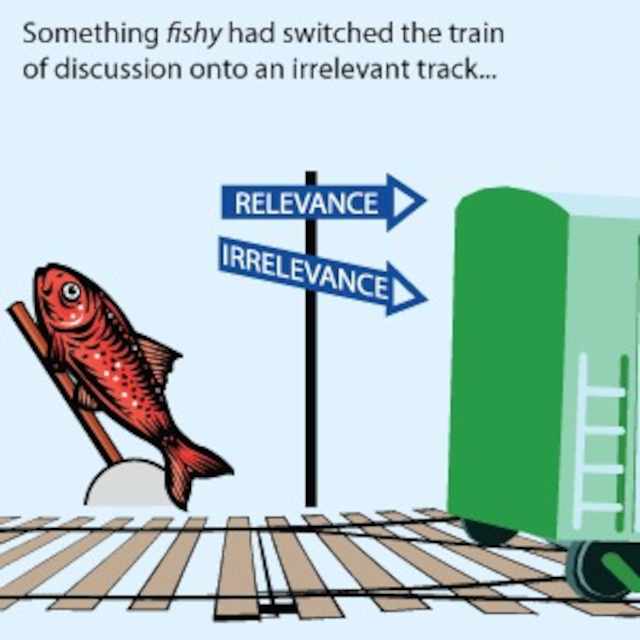 Something fishy had switched the train
of discussion onto an irrelevant track...
RELEVANCE
IRRELEVANCE